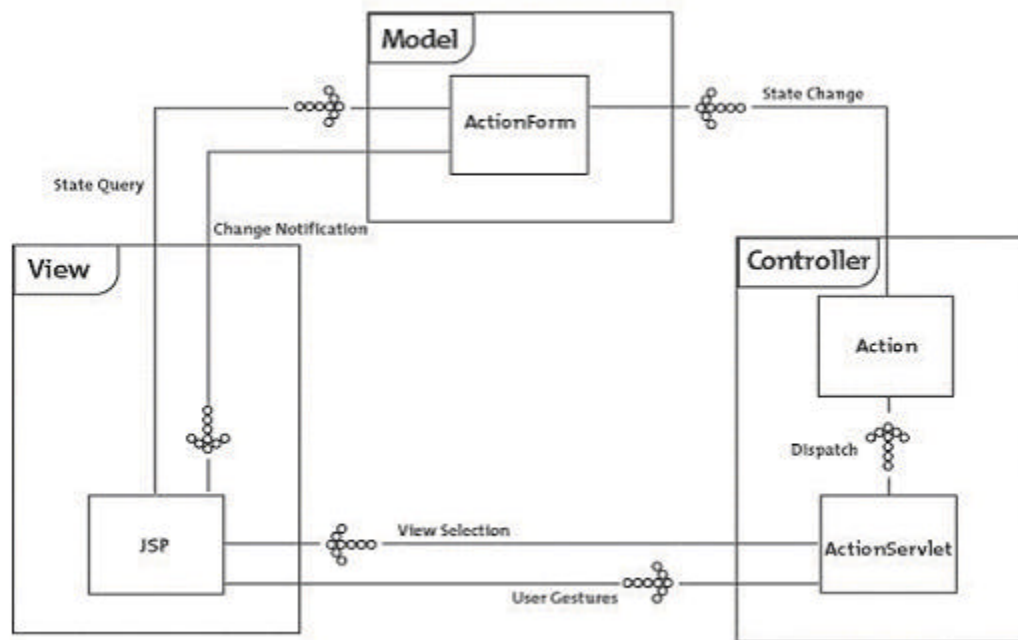 Model
ActionForm
State Change
State Query
Change Notification
View
Controller
Action
Dispatch
JSP
View Selection
ActionServlet
User Gestures